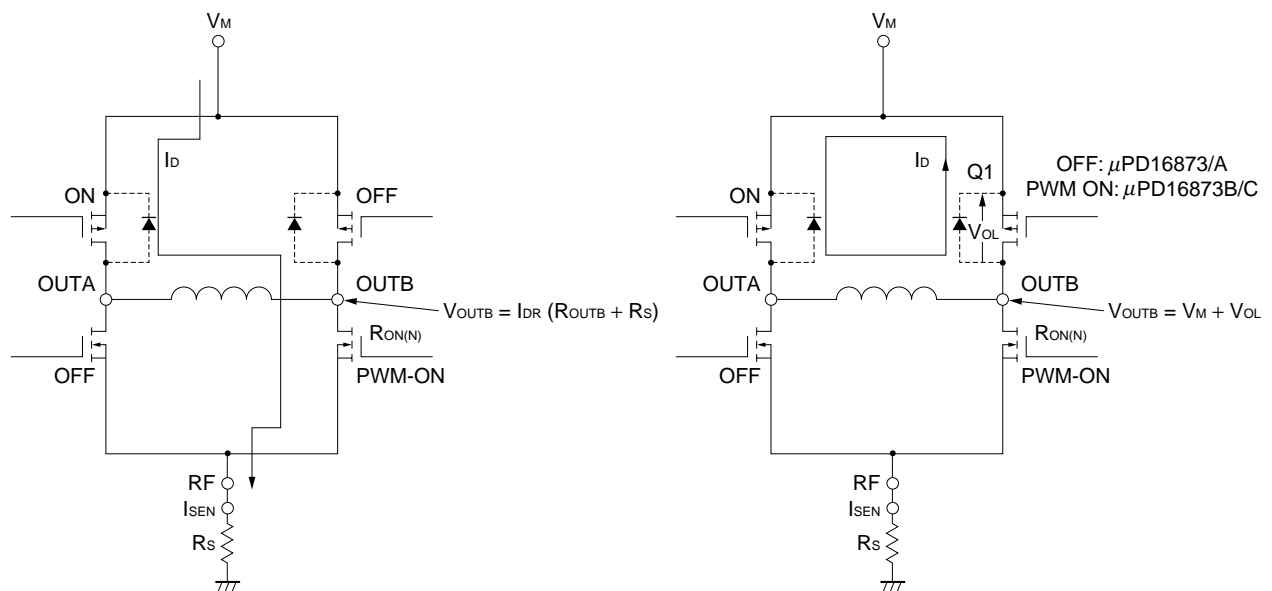 VM
ID
ON
OFF
OUTA
OUTB
VOUTB = IDR (ROUTB + RS)
RON(N)
OFF
PWM-ON
RF
ISEN
RS
VM
ID
Q1
OFF: μPD16873/A
PWM ON: μPD16873B/C
ON
VOL
OUTA
OUTB
VOUTB = VM + VOL
RON(N)
OFF
PWM-ON
RF
ISEN
RS